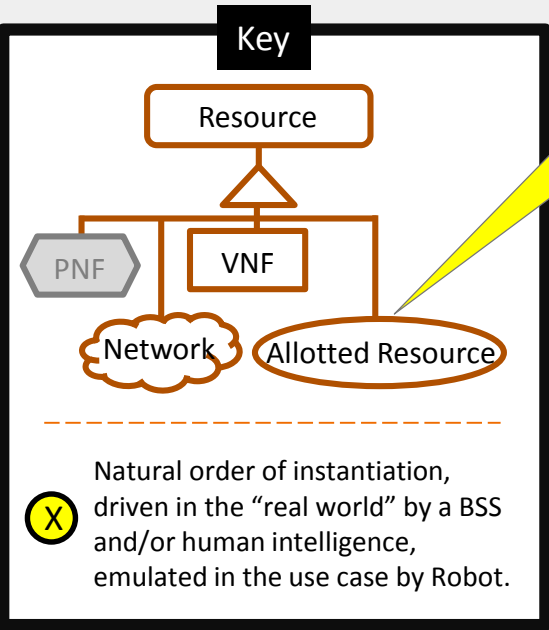 Key
Resource
PNF
VNF
Network
Allotted Resource
Natural order of instantiation,
X
driven in the “real world” by a BSS
and/or human intelligence,
emulated in the use case by Robot.